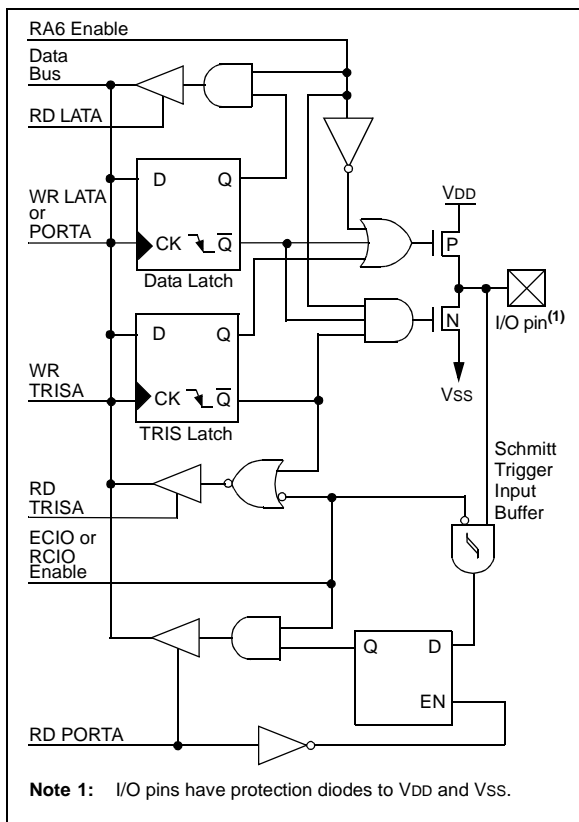 RA6 Enable
Data
Bus
RD LATA
WR LATA
or
PORTA
D
Q
CK
Q
Data Latch
VDD
P
N
I/O pin(1)
VSS
D
Q
WR
TRISA
CK
Q
TRIS Latch
Schmitt
Trigger
Input
Buffer
RD
TRISA
ECIO or
RCIO
Enable
Q
D
EN
RD PORTA
Note 1: I/O pins have protection diodes to VDD and VSS.